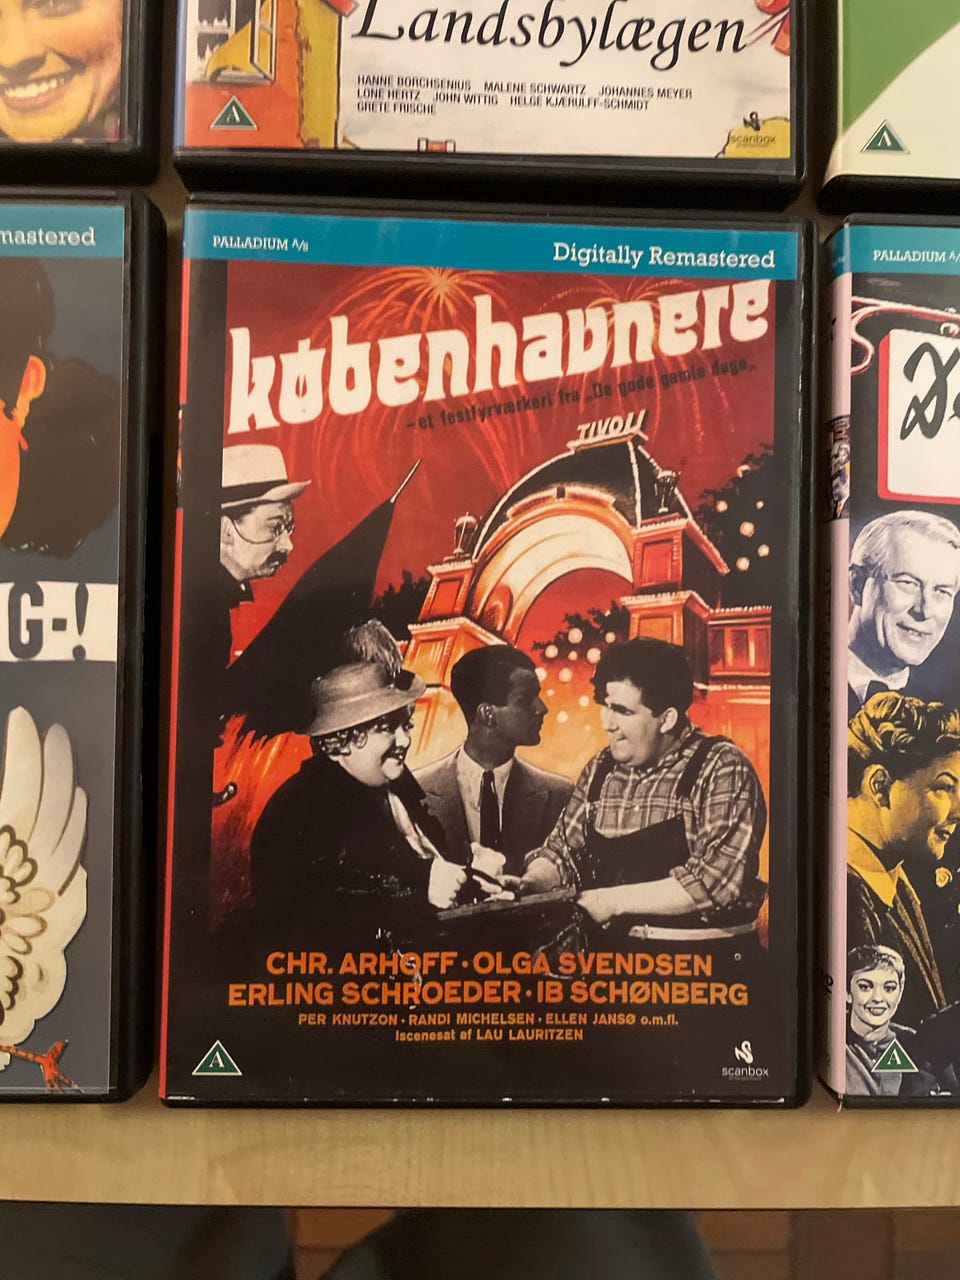 Landsbylægen
HANNE BORCHSENIUS MALENE SCHWARTZ JOHANNES MEYER
LONE HERTZ JOHN WITTIG HELGE KJÆRULFF-SCHMIDT
GRETE FRISCHE
A
scanbox
A
mastered
G-!
PALLADIUM A/S
Digitally Remastered
københavnere
- et festfyrværkeri fra „De gode gamle dage„
TIVOLI
CHR. ARHOFF · OLGA SVENDSEN
ERLING SCHROEDER · IB SCHØNBERG
PER KNUTZON · RANDI MICHELSEN · ELLEN JANSØ o.m.fl.
Iscenesat af LAU LAURITZEN
A
scanbox
PALLADIUM A/
A